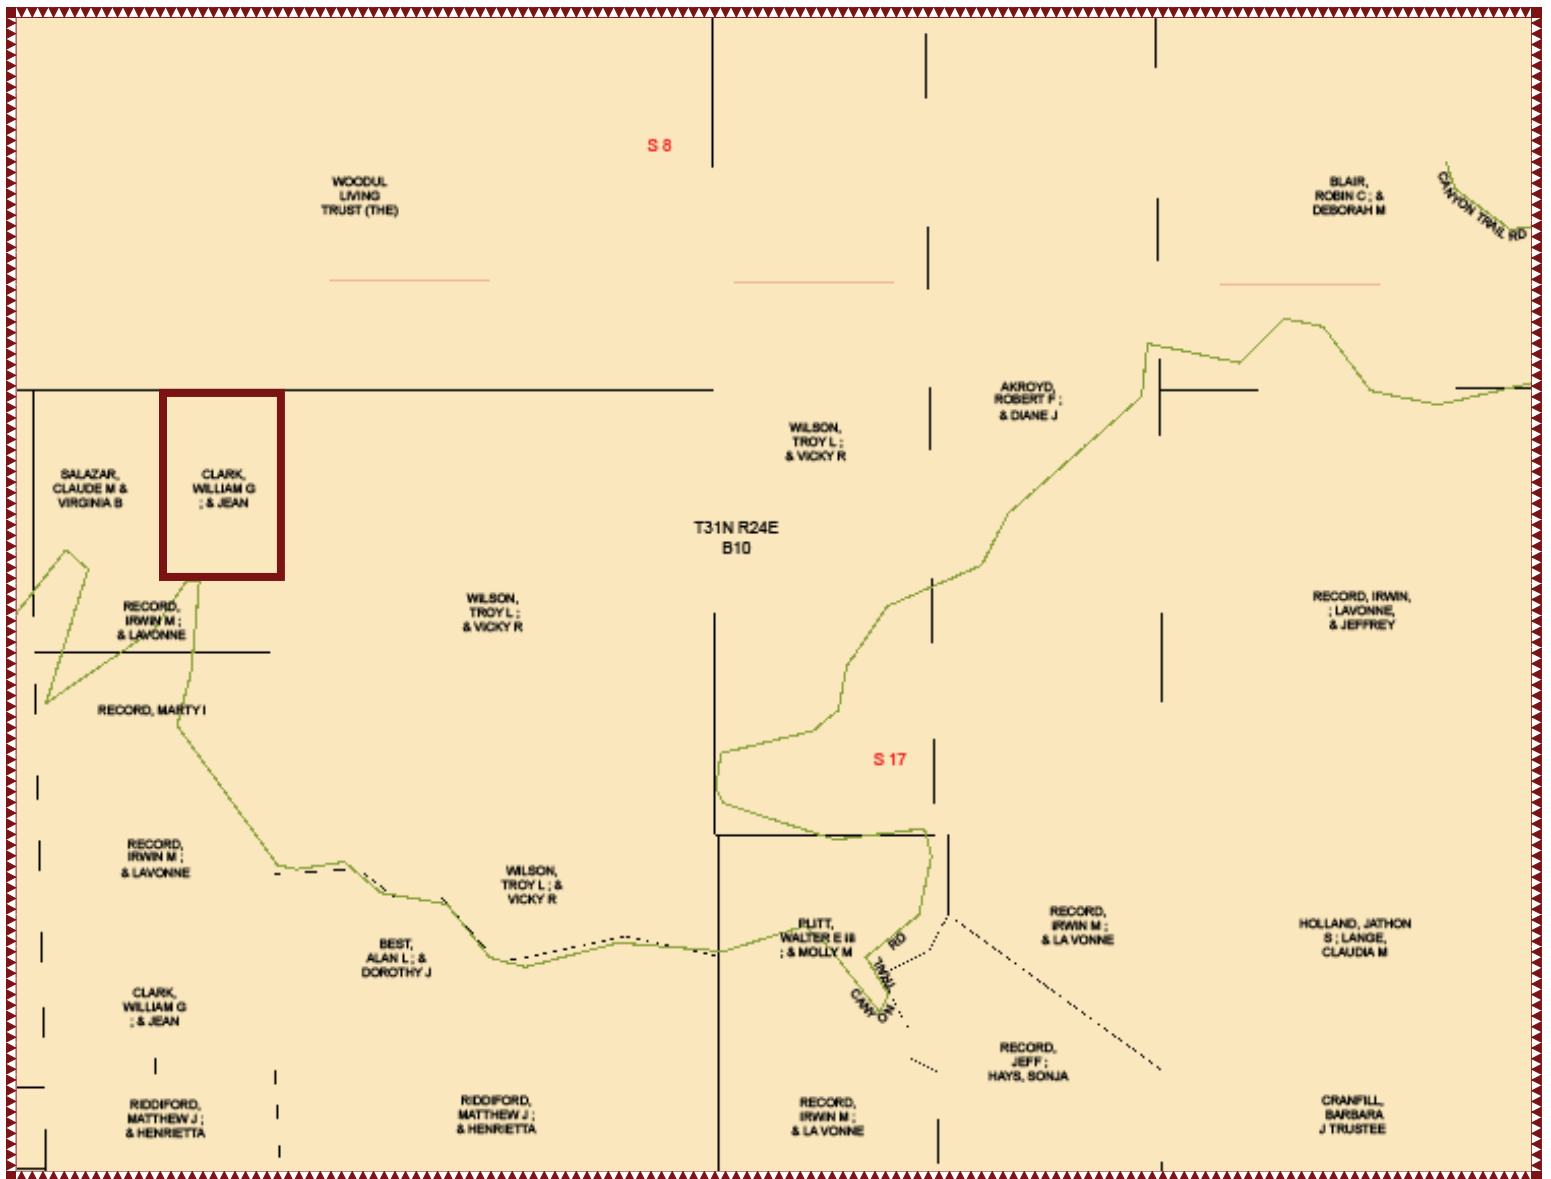 S 8
WOODUL
LIVING
TRUST (THE)
BLAIR,
ROBIN C ; &
DEBORAH M
CANYON TRAIL RD
AKROYD,
ROBERT F ;
& DIANE J
WILSON,
TROY L ;
& VICKY R
SALAZAR,
CLAUDE M &
VIRGINIA B
CLARK,
WILLIAM G
; & JEAN
T31N R24E
B10
RECORD,
IRWIN M ;
& LAVONNE
WILSON,
TROY L ;
& VICKY R
RECORD, IRWIN,
; LAVONNE,
& JEFFREY
RECORD, MARTY I
S 17
RECORD,
IRWIN M ;
& LAVONNE
WILSON,
TROY L ; &
VICKY R
BEST,
ALAN L ; &
DOROTHY J
PLITT,
WALTER E III
; & MOLLY M
CANYON TRAIL RD
RECORD,
IRWIN M ;
& LA VONNE
HOLLAND, JATHON
S ; LANGE,
CLAUDIA M
CLARK,
WILLIAM G
; & JEAN
RECORD,
JEFF ;
HAYS, SONJA
RIDDIFORD,
MATTHEW J ;
& HENRIETTA
RIDDIFORD,
MATTHEW J ;
& HENRIETTA
RECORD,
IRWIN M ;
& LA VONNE
CRANFILL,
BARBARA
J TRUSTEE